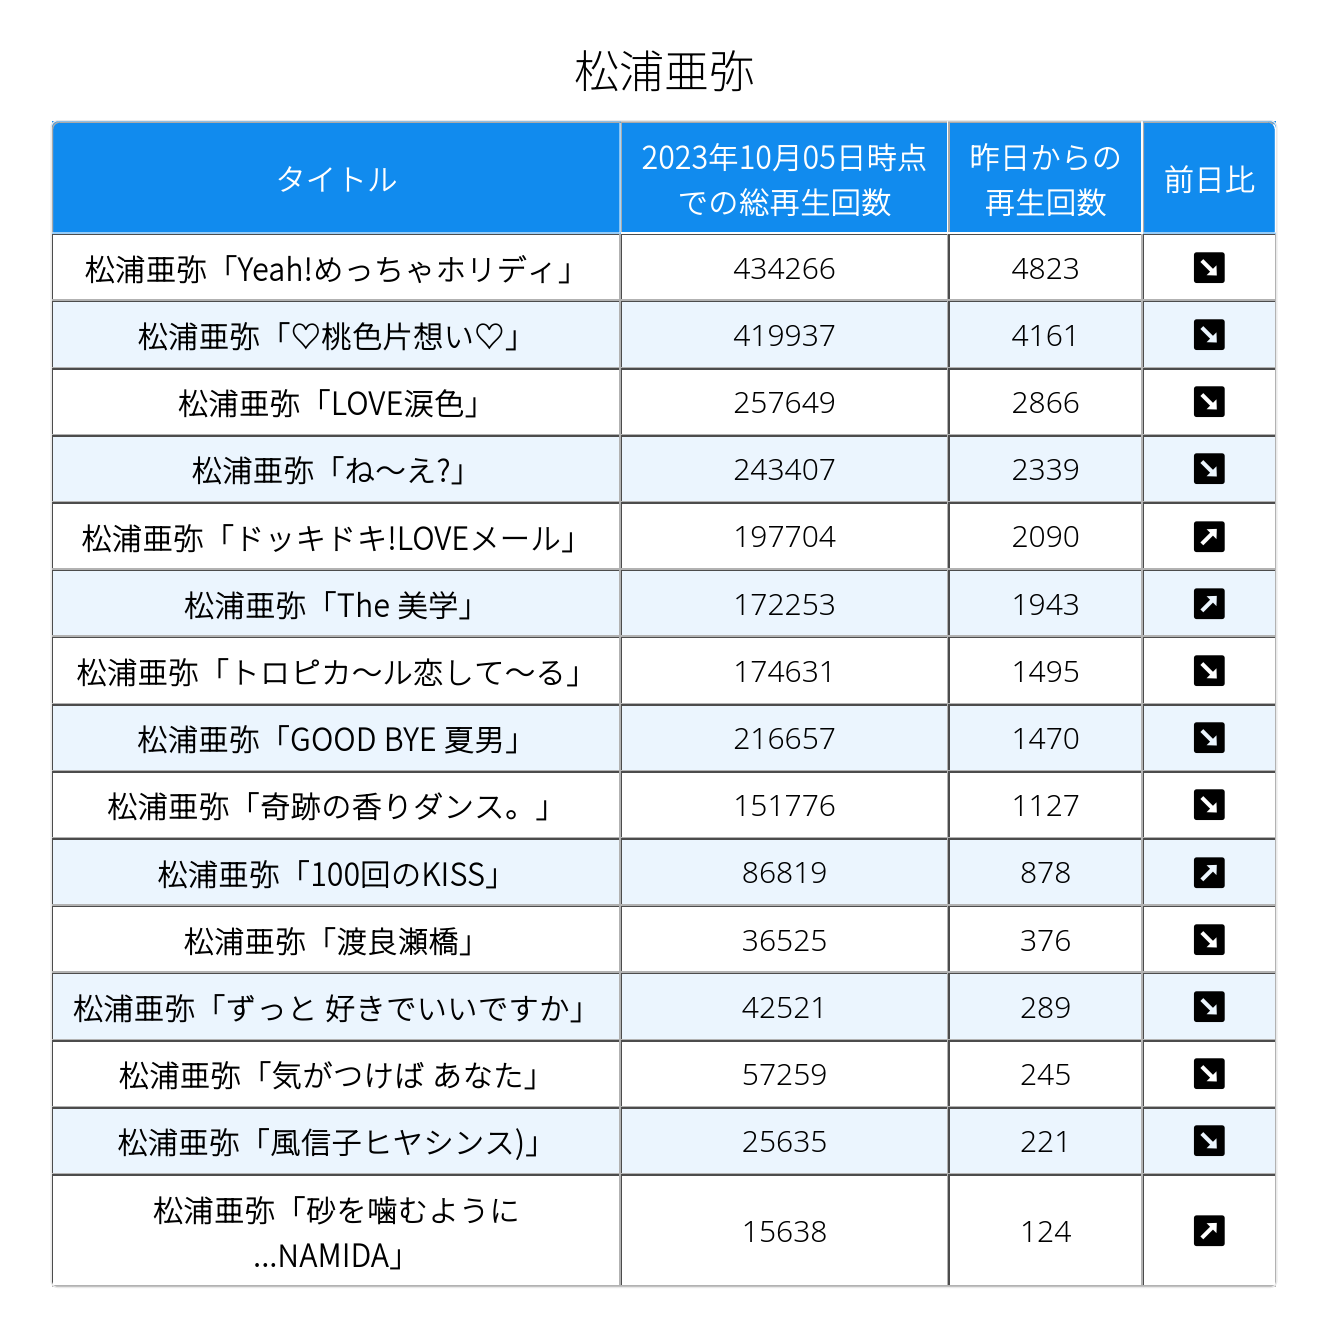 松浦亜弥
タイトル
2023年10月05日時点
での総再生回数
昨日からの
再生回数
前日比
松浦亜弥「Yeah!めっちゃホリディ」 434266 4823 ↘
松浦亜弥「♡桃色片想い♡」 419937 4161 ↘
松浦亜弥「LOVE涙色」 257649 2866 ↘
松浦亜弥「ね〜え?」 243407 2339 ↘
松浦亜弥「ドッキドキ!LOVEメール」 197704 2090 ↗
松浦亜弥「The 美学」 172253 1943 ↗
松浦亜弥「トロピカ〜ル恋して〜る」 174631 1495 ↘
松浦亜弥「GOOD BYE 夏男」 216657 1470 ↘
松浦亜弥「奇跡の香りダンス。」 151776 1127 ↘
松浦亜弥「100回のKISS」 86819 878 ↗
松浦亜弥「渡良瀬橋」 36525 376 ↘
松浦亜弥「ずっと 好きでいいですか」 42521 289 ↘
松浦亜弥「気がつけば あなた」 57259 245 ↘
松浦亜弥「風信子ヒヤシンス)」 25635 221 ↘
松浦亜弥「砂を噛むように
...NAMIDA」 15638 124 ↗